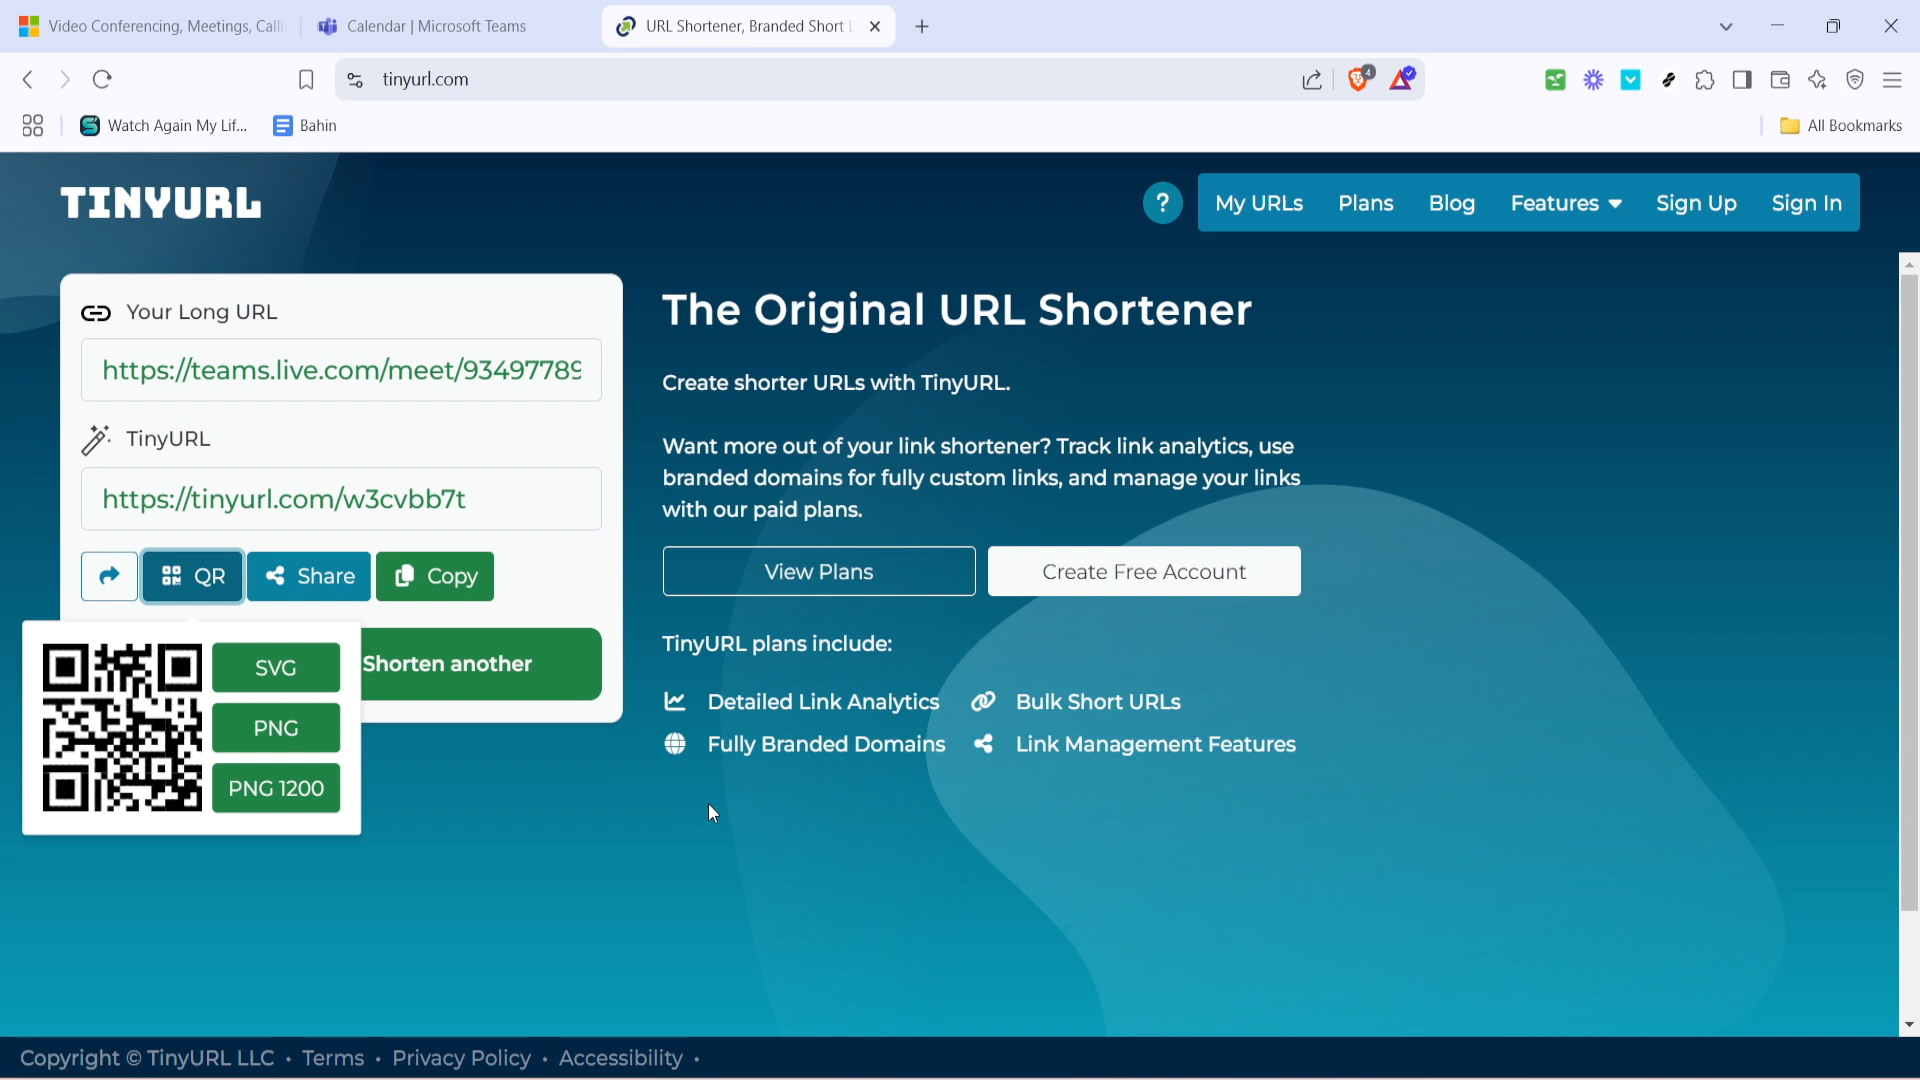 Video Conferencing, Meetings, Calli
Calendar | Microsoft Teams
URL Shortener, Branded Short L
tinyurl.com
4
Watch Again My Lif...
Bahin
All Bookmarks
TINYURL
?
My URLs
Plans
Blog
Features
Sign Up
Sign In
Your Long URL
https://teams.live.com/meet/93497789
TinyURL
https://tinyurl.com/w3cvbb7t
QR
Share
Copy
Shorten another
SVG
PNG
PNG 1200
The Original URL Shortener
Create shorter URLs with TinyURL.
Want more out of your link shortener? Track link analytics, use
branded domains for fully custom links, and manage your links
with our paid plans.
View Plans
Create Free Account
TinyURL plans include:
Detailed Link Analytics
Bulk Short URLs
Fully Branded Domains
Link Management Features
Copyright © TinyURL LLC • Terms • Privacy Policy • Accessibility •